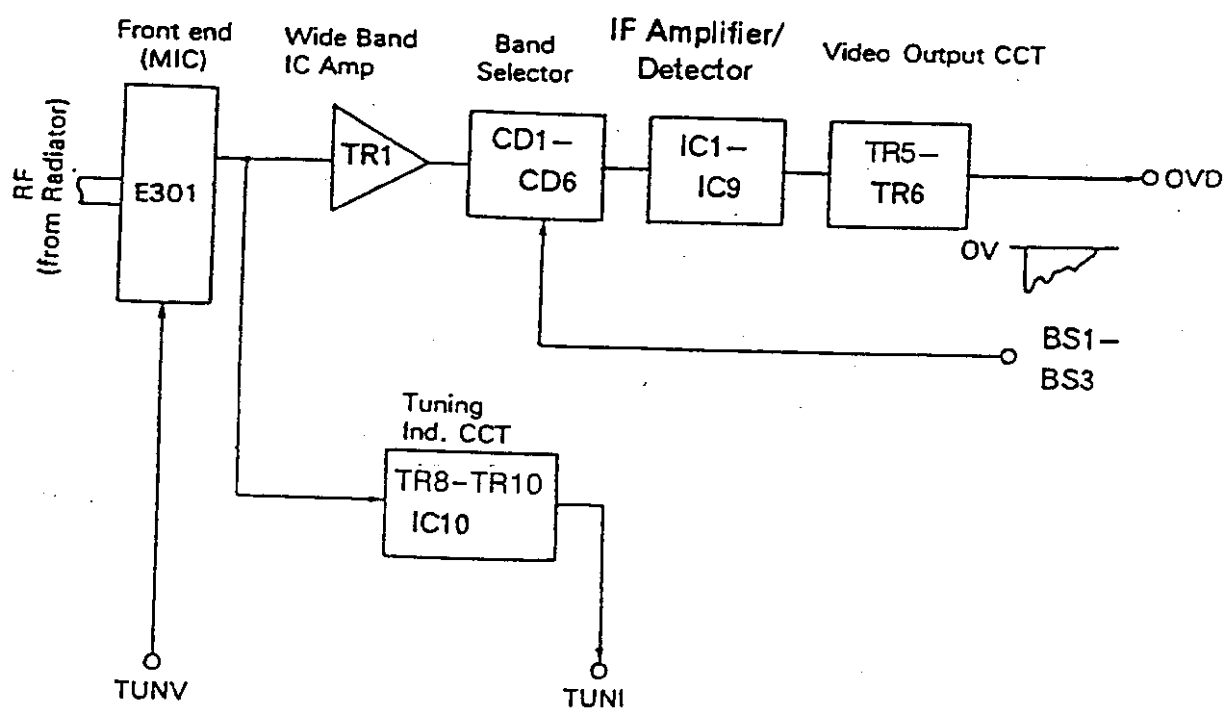 Front end
(MIC)
Wide Band
IC Amp
Band
Selector
IF Amplifier/
Detector
Video Output CCT
RF
(from Radiator)
E301
TR1
CD1–
CD6
IC1–
IC9
TR5–
TR6
OVD
OV
BS1–
BS3
Tuning
Ind. CCT
TR8–TR10
IC10
TUNV
TUNI